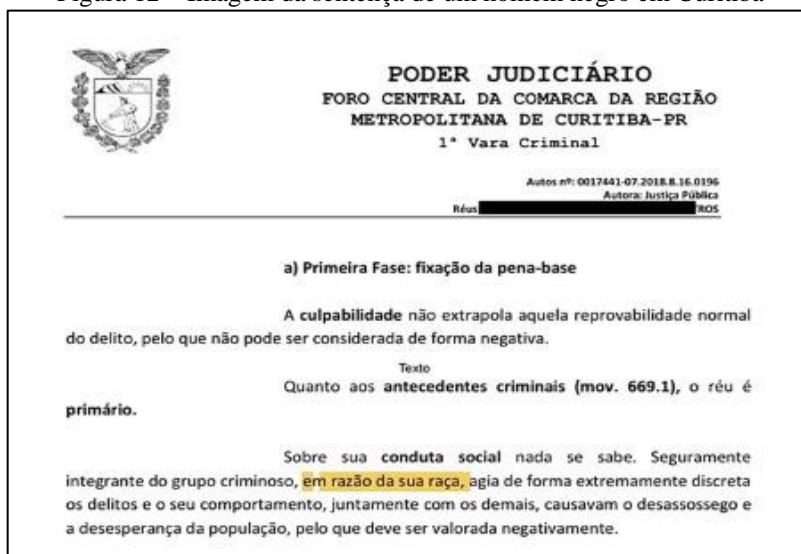 Figura 12 – Imagem da sentença de um homem negro em Curitiba
PODER JUDICIÁRIO
FORO CENTRAL DA COMARCA DA REGIÃO
METROPOLITANA DE CURITIBA-PR
1ª Vara Criminal
Autos nº: 0017441-07.2018.8.16.0196
Autora: Justiça Pública
Réus
ROS
a) Primeira Fase: fixação da pena-base
A culpabilidade não extrapola aquela reprovabilidade normal
do delito, pelo que não pode ser considerada de forma negativa.
Texto
Quanto aos antecedentes criminais (mov. 669.1), o réu é
primário.
Sobre sua conduta social nada se sabe. Seguramente
integrante do grupo criminoso, em razão da sua raça, agia de forma extremamente discreta
os delitos e o seu comportamento, juntamente com os demais, causavam o desassossego e
a desesperança da população, pelo que deve ser valorada negativamente.